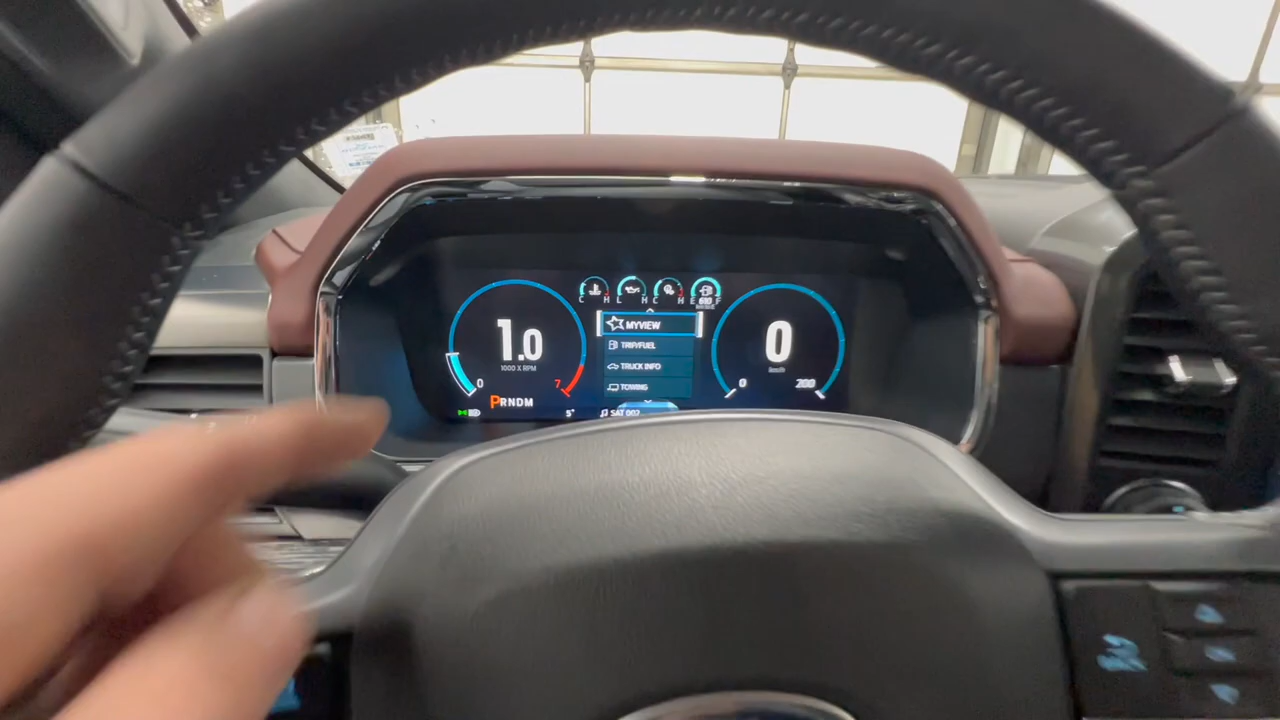 C H L H C H E 610 F
MYVIEW
TRIP/FUEL
TRUCK INFO
TOWING
1.0
1000 X RPM
0 7
0
km/h
0 200
PRNDM
5° SAT 002